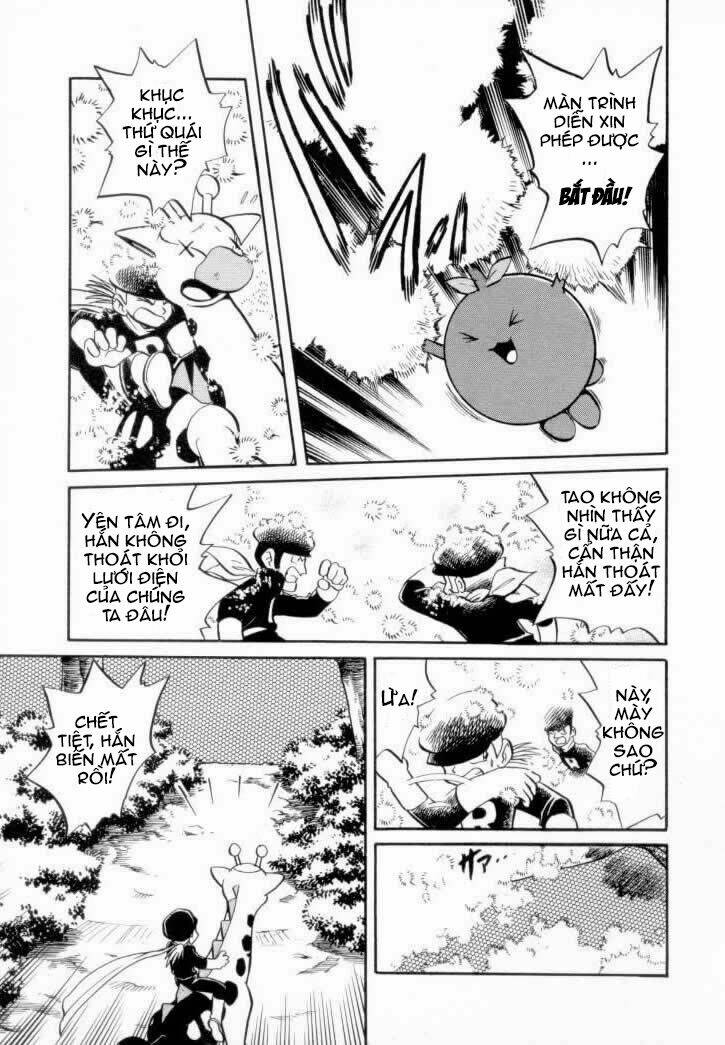 MÀN TRÌNH
DIỄN XIN
PHÉP ĐƯỢC
...
BẮT ĐẦU!
KHỤC
KHỤC...
THỨ QUÁI
GÌ THẾ
NÀY?
TAO KHÔNG
NHÌN THẤY
GÌ NỮA CẢ,
CẨN THẬN
HẮN THOÁT
MẤT ĐẤY!
YÊN TÂM ĐI,
HẮN KHÔNG
THOÁT KHỎI
LƯỚI ĐIỆN
CỦA CHÚNG
TA ĐÂU!
NÀY,
MÀY
KHÔNG
SAO
CHỨ?
ỪA!
ザァ･･
CHẾT
TIỆT, HẮN
BIẾN MẤT
RỒI!